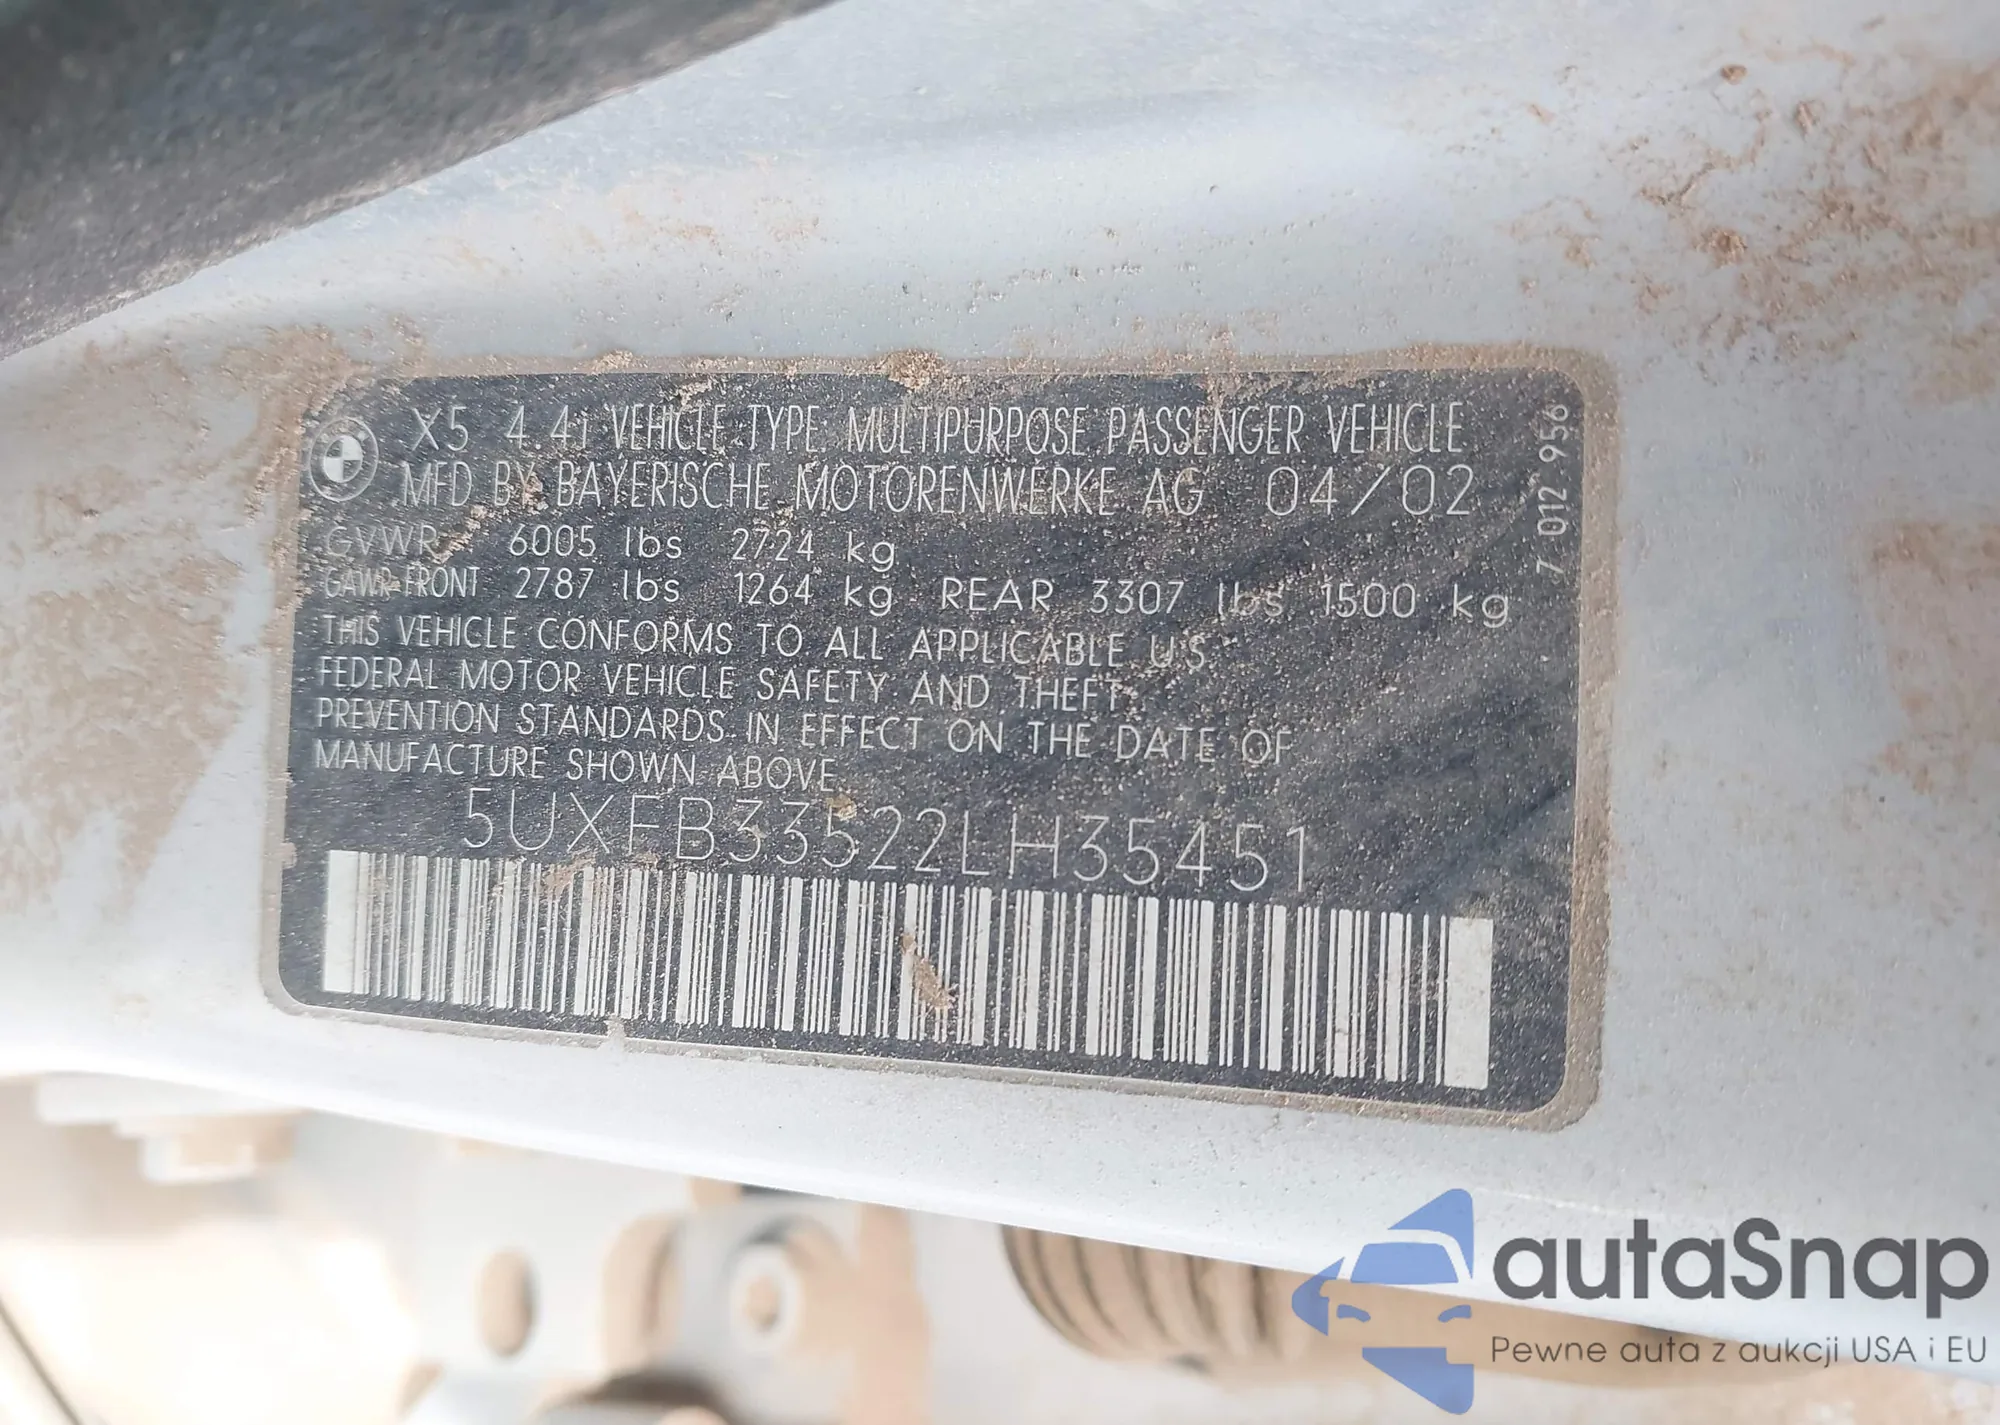 X5 4.4i VEHICLE TYPE: MULTIPURPOSE PASSENGER VEHICLE
MFD BY BAYERISCHE MOTORENWERKE AG 04/02
GVWR 6005 lbs 2724 kg
GAWR-FRONT 2787 lbs 1264 kg REAR 3307 lbs 1500 kg
THIS VEHICLE CONFORMS TO ALL APPLICABLE U.S.
FEDERAL MOTOR VEHICLE SAFETY AND THEFT
PREVENTION STANDARDS IN EFFECT ON THE DATE OF
MANUFACTURE SHOWN ABOVE
5UXFB33522LH35451
7 012 956
autaSnap
Pewne auta z aukcji USA i EU